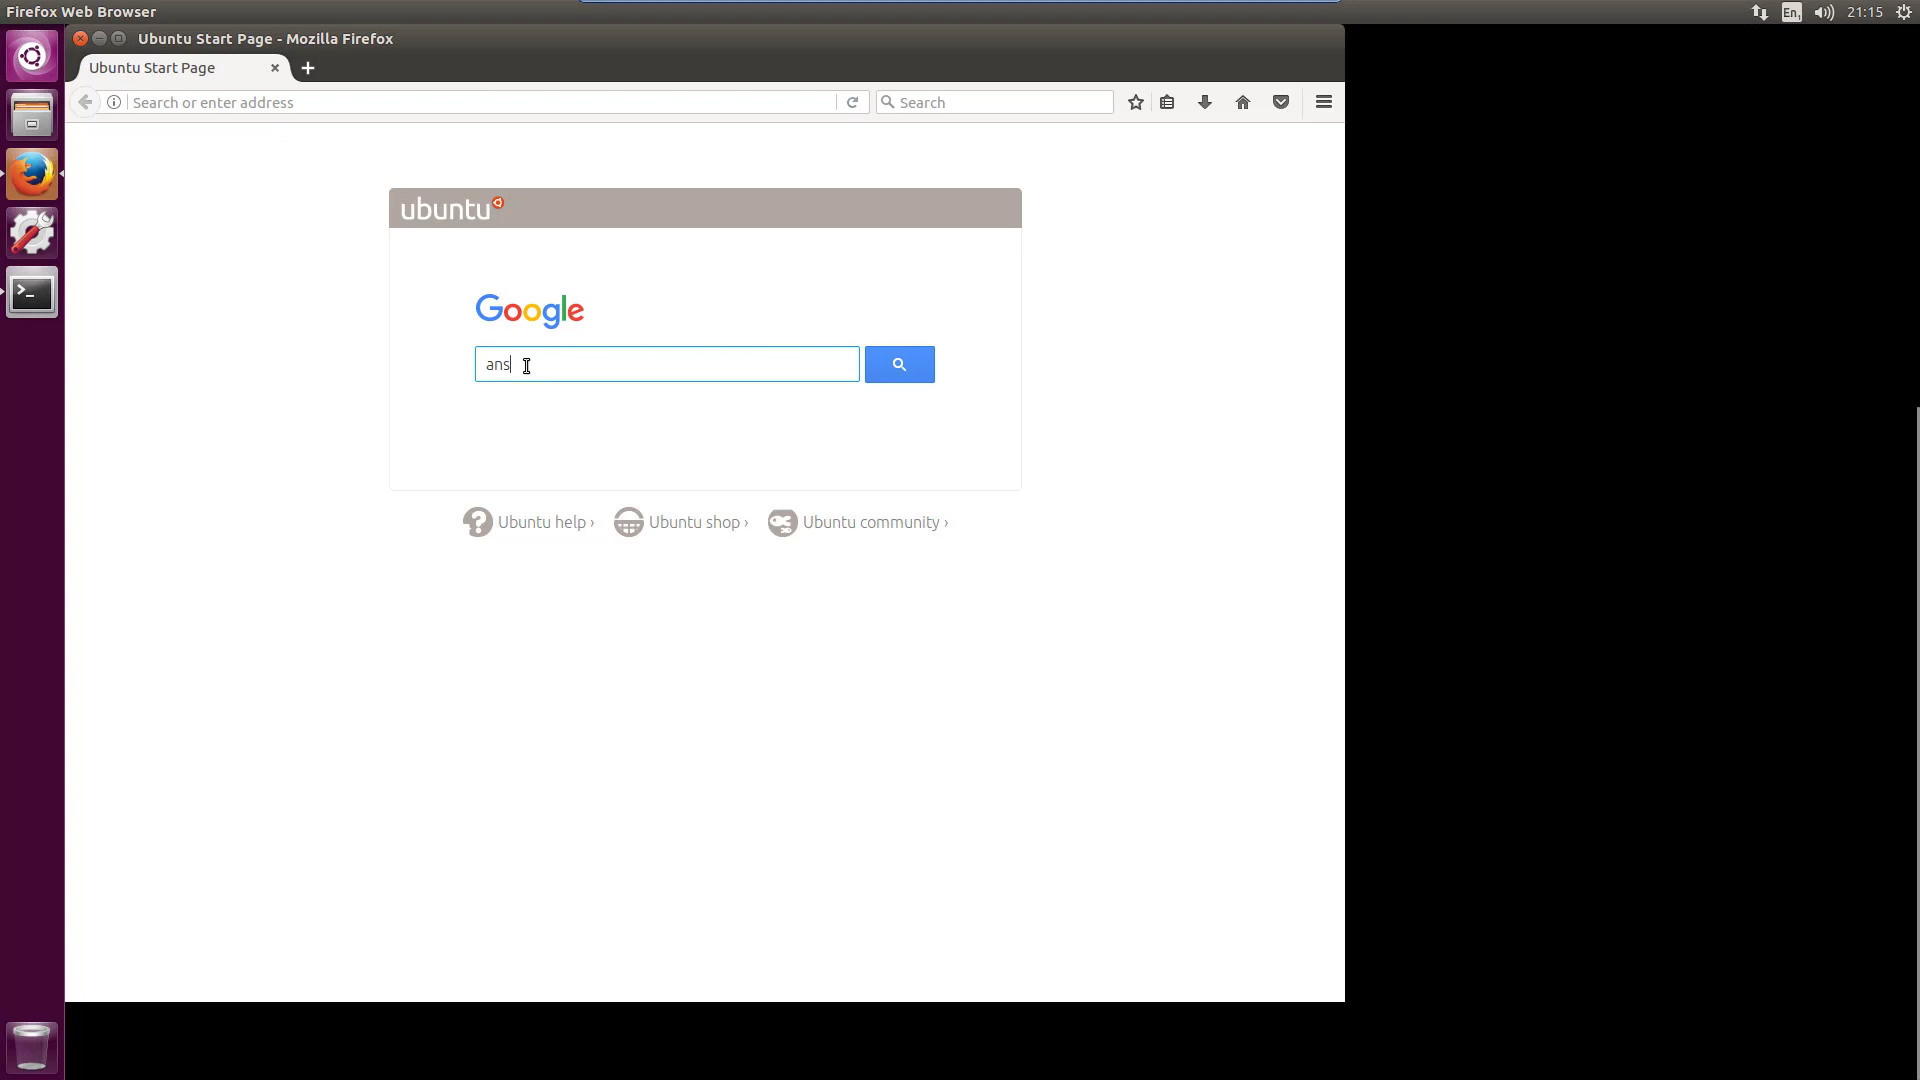 Firefox Web Browser
En₁
21:15
Ubuntu Start Page - Mozilla Firefox
Ubuntu Start Page
Search or enter address
Search
ubuntu
Google
ans
Ubuntu help ›
Ubuntu shop ›
Ubuntu community ›